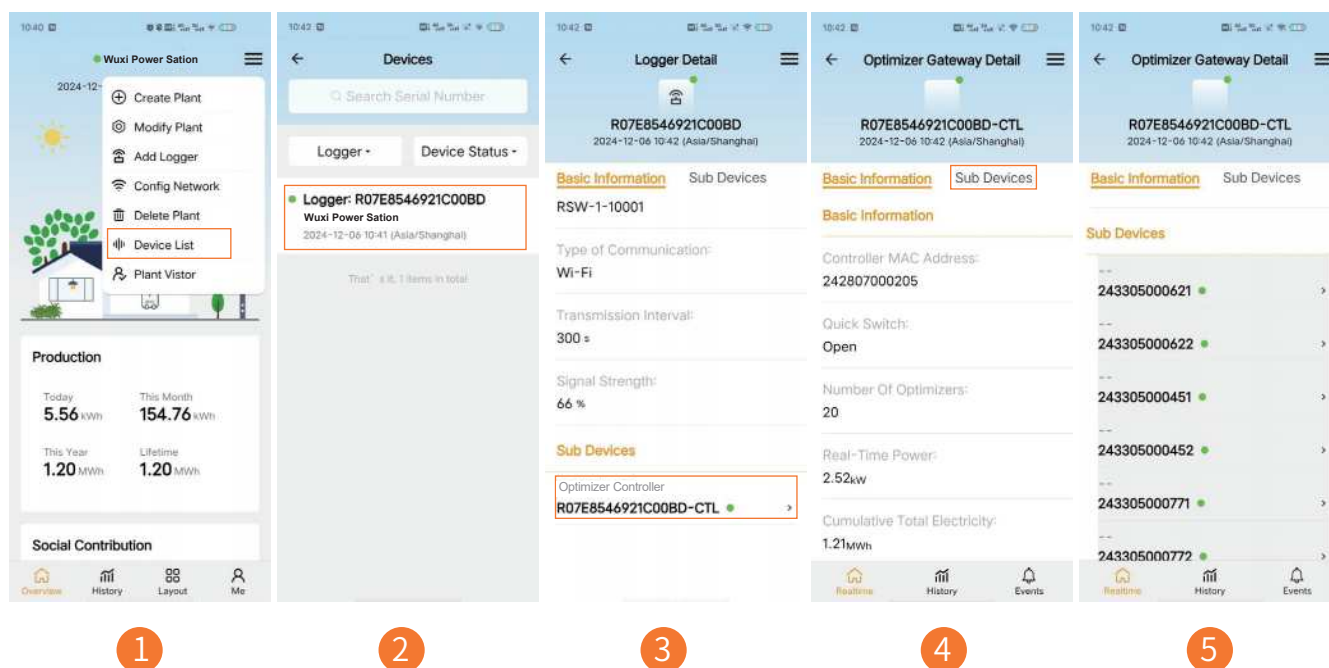 10:40
Wuxi Power Sation
2024-12-
Create Plant
Modify Plant
Add Logger
Config Network
Delete Plant
Device List
Plant Vistor
Production
Today
5.56 kWh
This Month
154.76 kWh
This Year
1.20 MWh
Lifetime
1.20 MWh
Social Contribution
Overview
History
Layout
Me
1
10:42
Devices
Search Serial Number
Logger
Device Status
Logger: R07E8546921C00BD
Wuxi Power Sation
2024-12-06 10:41 (Asia/Shanghai)
That's it, 1 items in total
2
10:42
Logger Detail
R07E8546921C00BD
2024-12-06 10:42 (Asia/Shanghai)
Basic Information Sub Devices
RSW-1-10001
Type of Communication:
Wi-Fi
Transmission Interval:
300 s
Signal Strength:
66 %
Sub Devices
Optimizer Controller
R07E8546921C00BD-CTL
3
10:42
Optimizer Gateway Detail
R07E8546921C00BD-CTL
2024-12-06 10:42 (Asia/Shanghai)
Basic Information Sub Devices
Basic Information
Controller MAC Address:
242807000205
Quick Switch:
Open
Number Of Optimizers:
20
Real-Time Power:
2.52kW
Cumulative Total Electricity:
1.21MWh
Realtime
History
Events
4
10:42
Optimizer Gateway Detail
R07E8546921C00BD-CTL
2024-12-06 10:42 (Asia/Shanghai)
Basic Information Sub Devices
Sub Devices
--
243305000621
--
243305000622
--
243305000451
--
243305000452
--
243305000771
--
243305000772
Realtime
History
Events
5